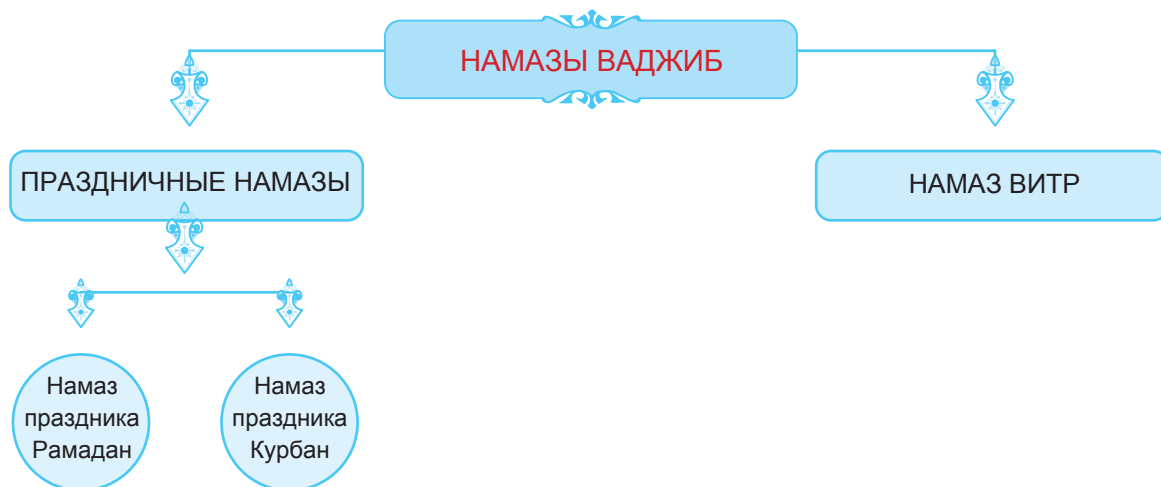 НАМАЗЫ ВАДЖИБ
ПРАЗДНИЧНЫЕ НАМАЗЫ
НАМАЗ ВИТР
Намаз
праздника
Рамадан
Намаз
праздника
Курбан